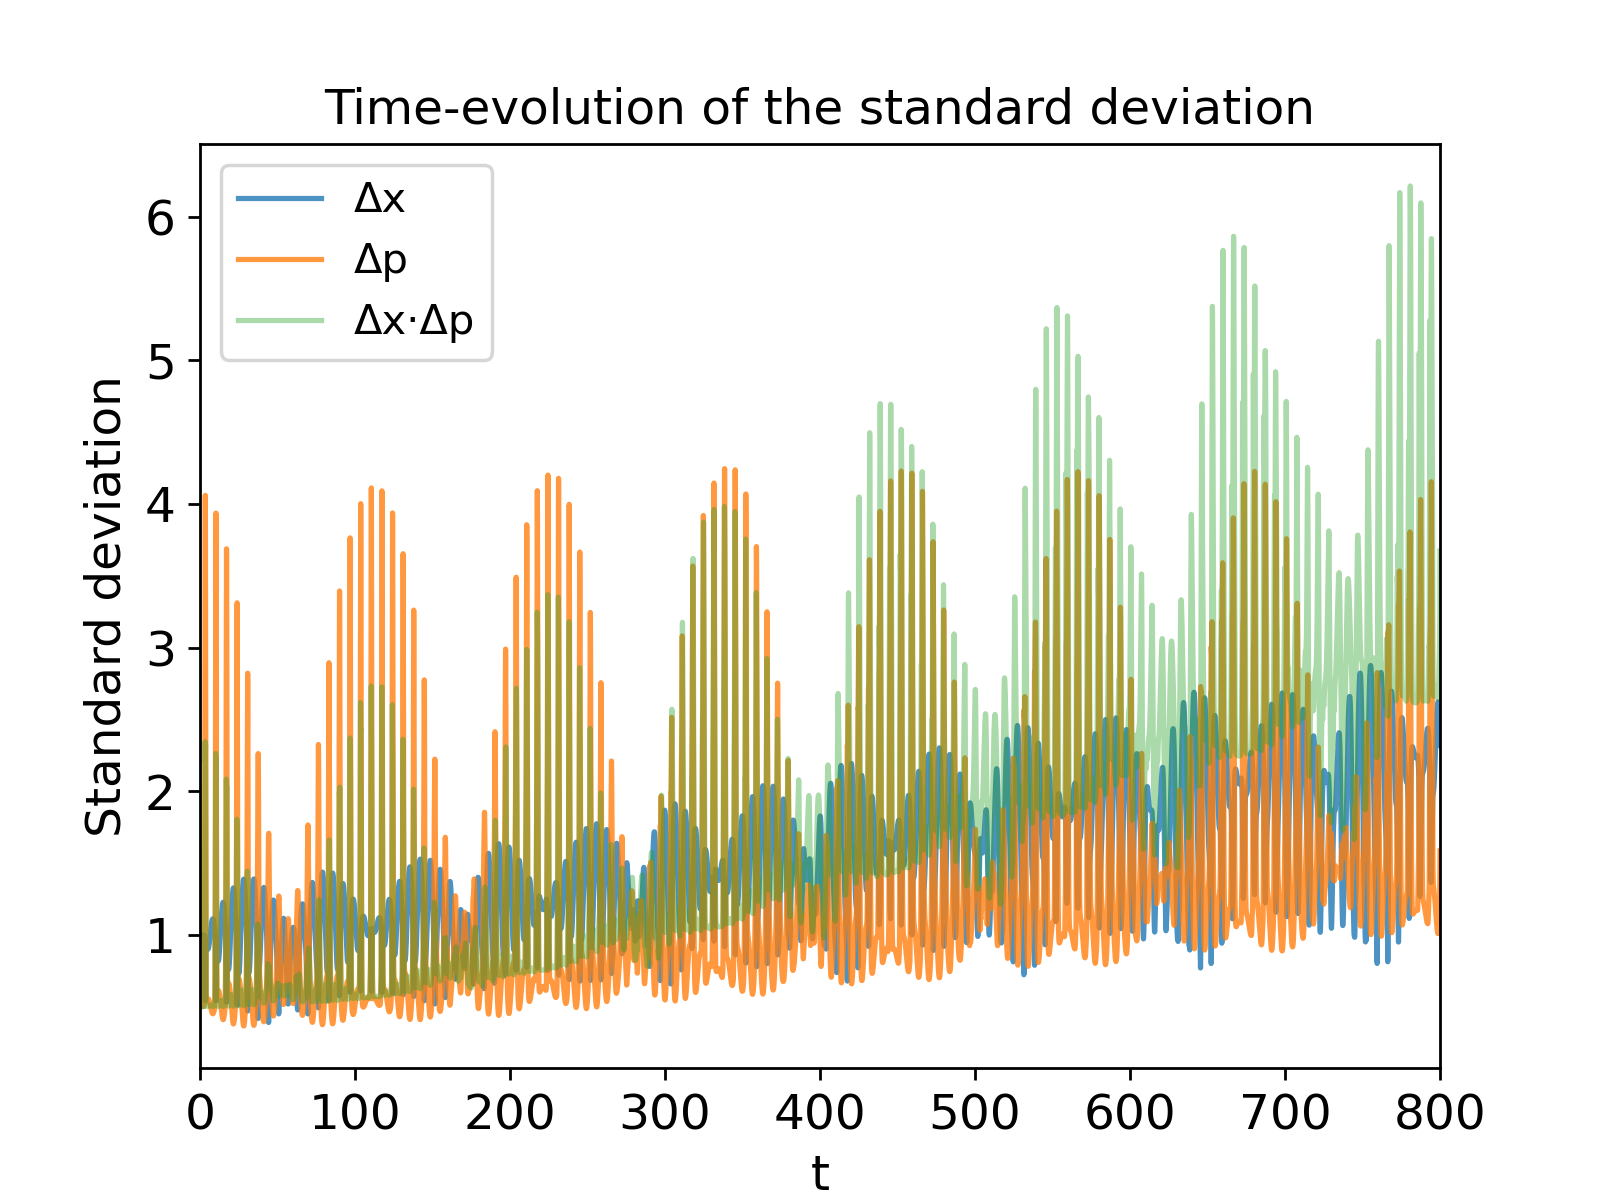 Time-evolution of the standard deviation
Δx
Δp
Δx·Δp
Standard deviation
6
5
4
3
2
1
0 100 200 300 400 500 600 700 800
t